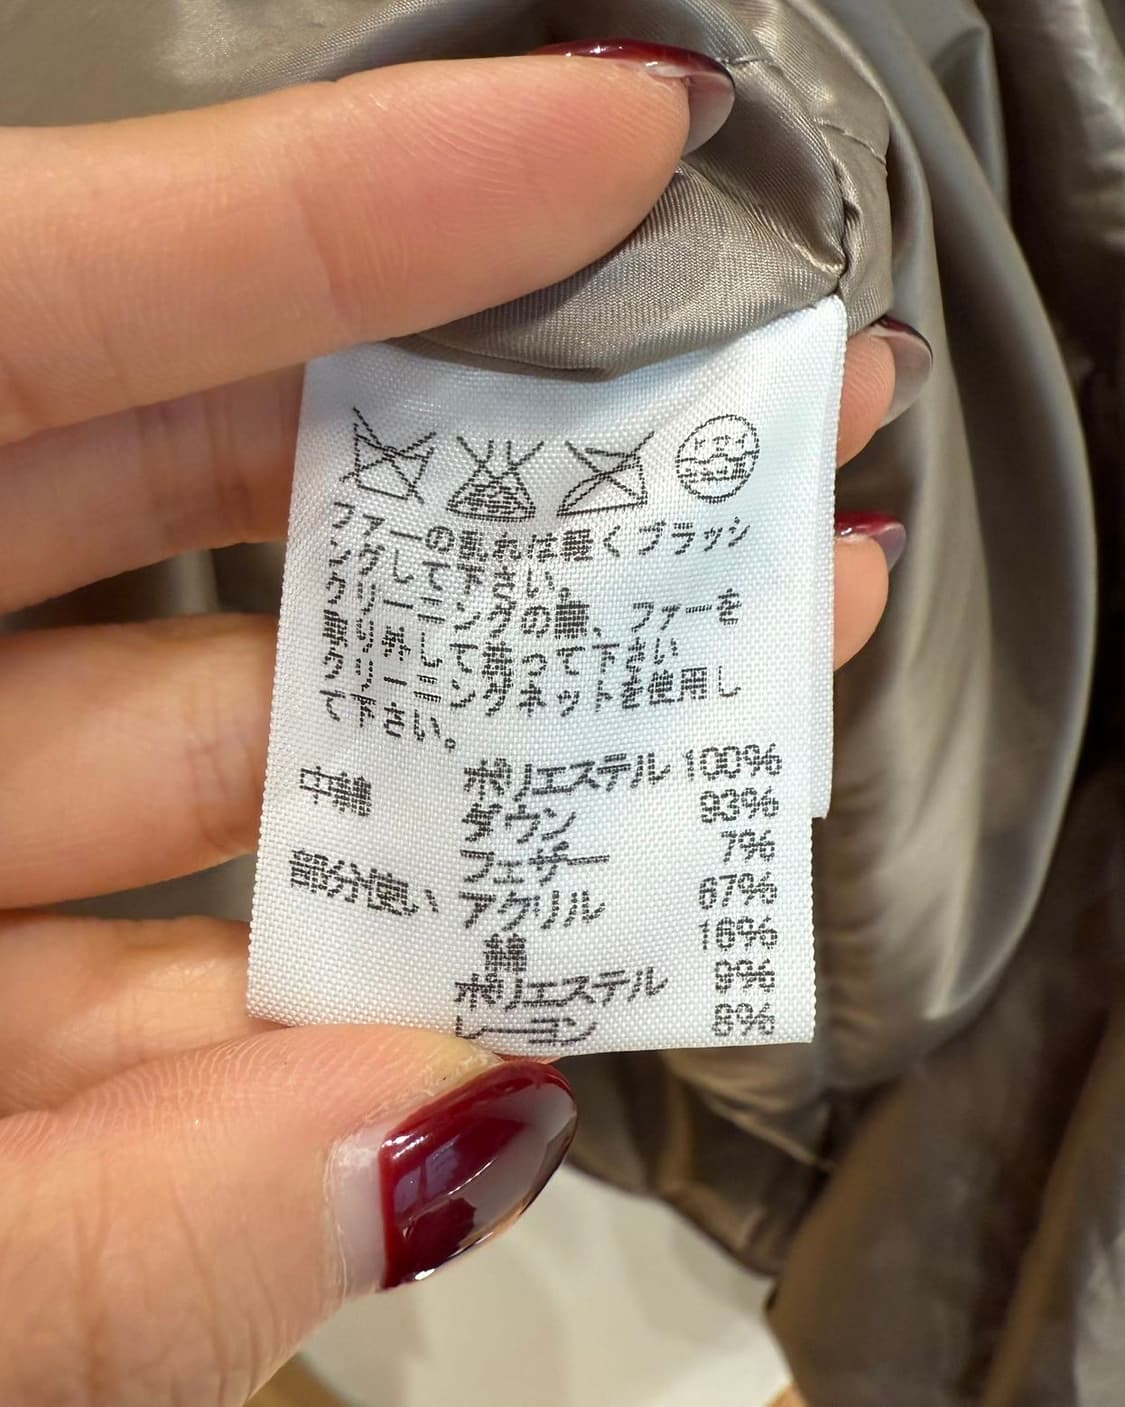 ファーの乱れは軽くブラッシ
ングして下さい。
クリーニングの際、ファーを
取り外して洗って下さい
クリーニングネットを使用し
て下さい。
ポリエステル 100%
中綿 ダウン 93%
フェザー 7%
部分使い アクリル 67%
綿 16%
ポリエステル 9%
レーヨン 8%